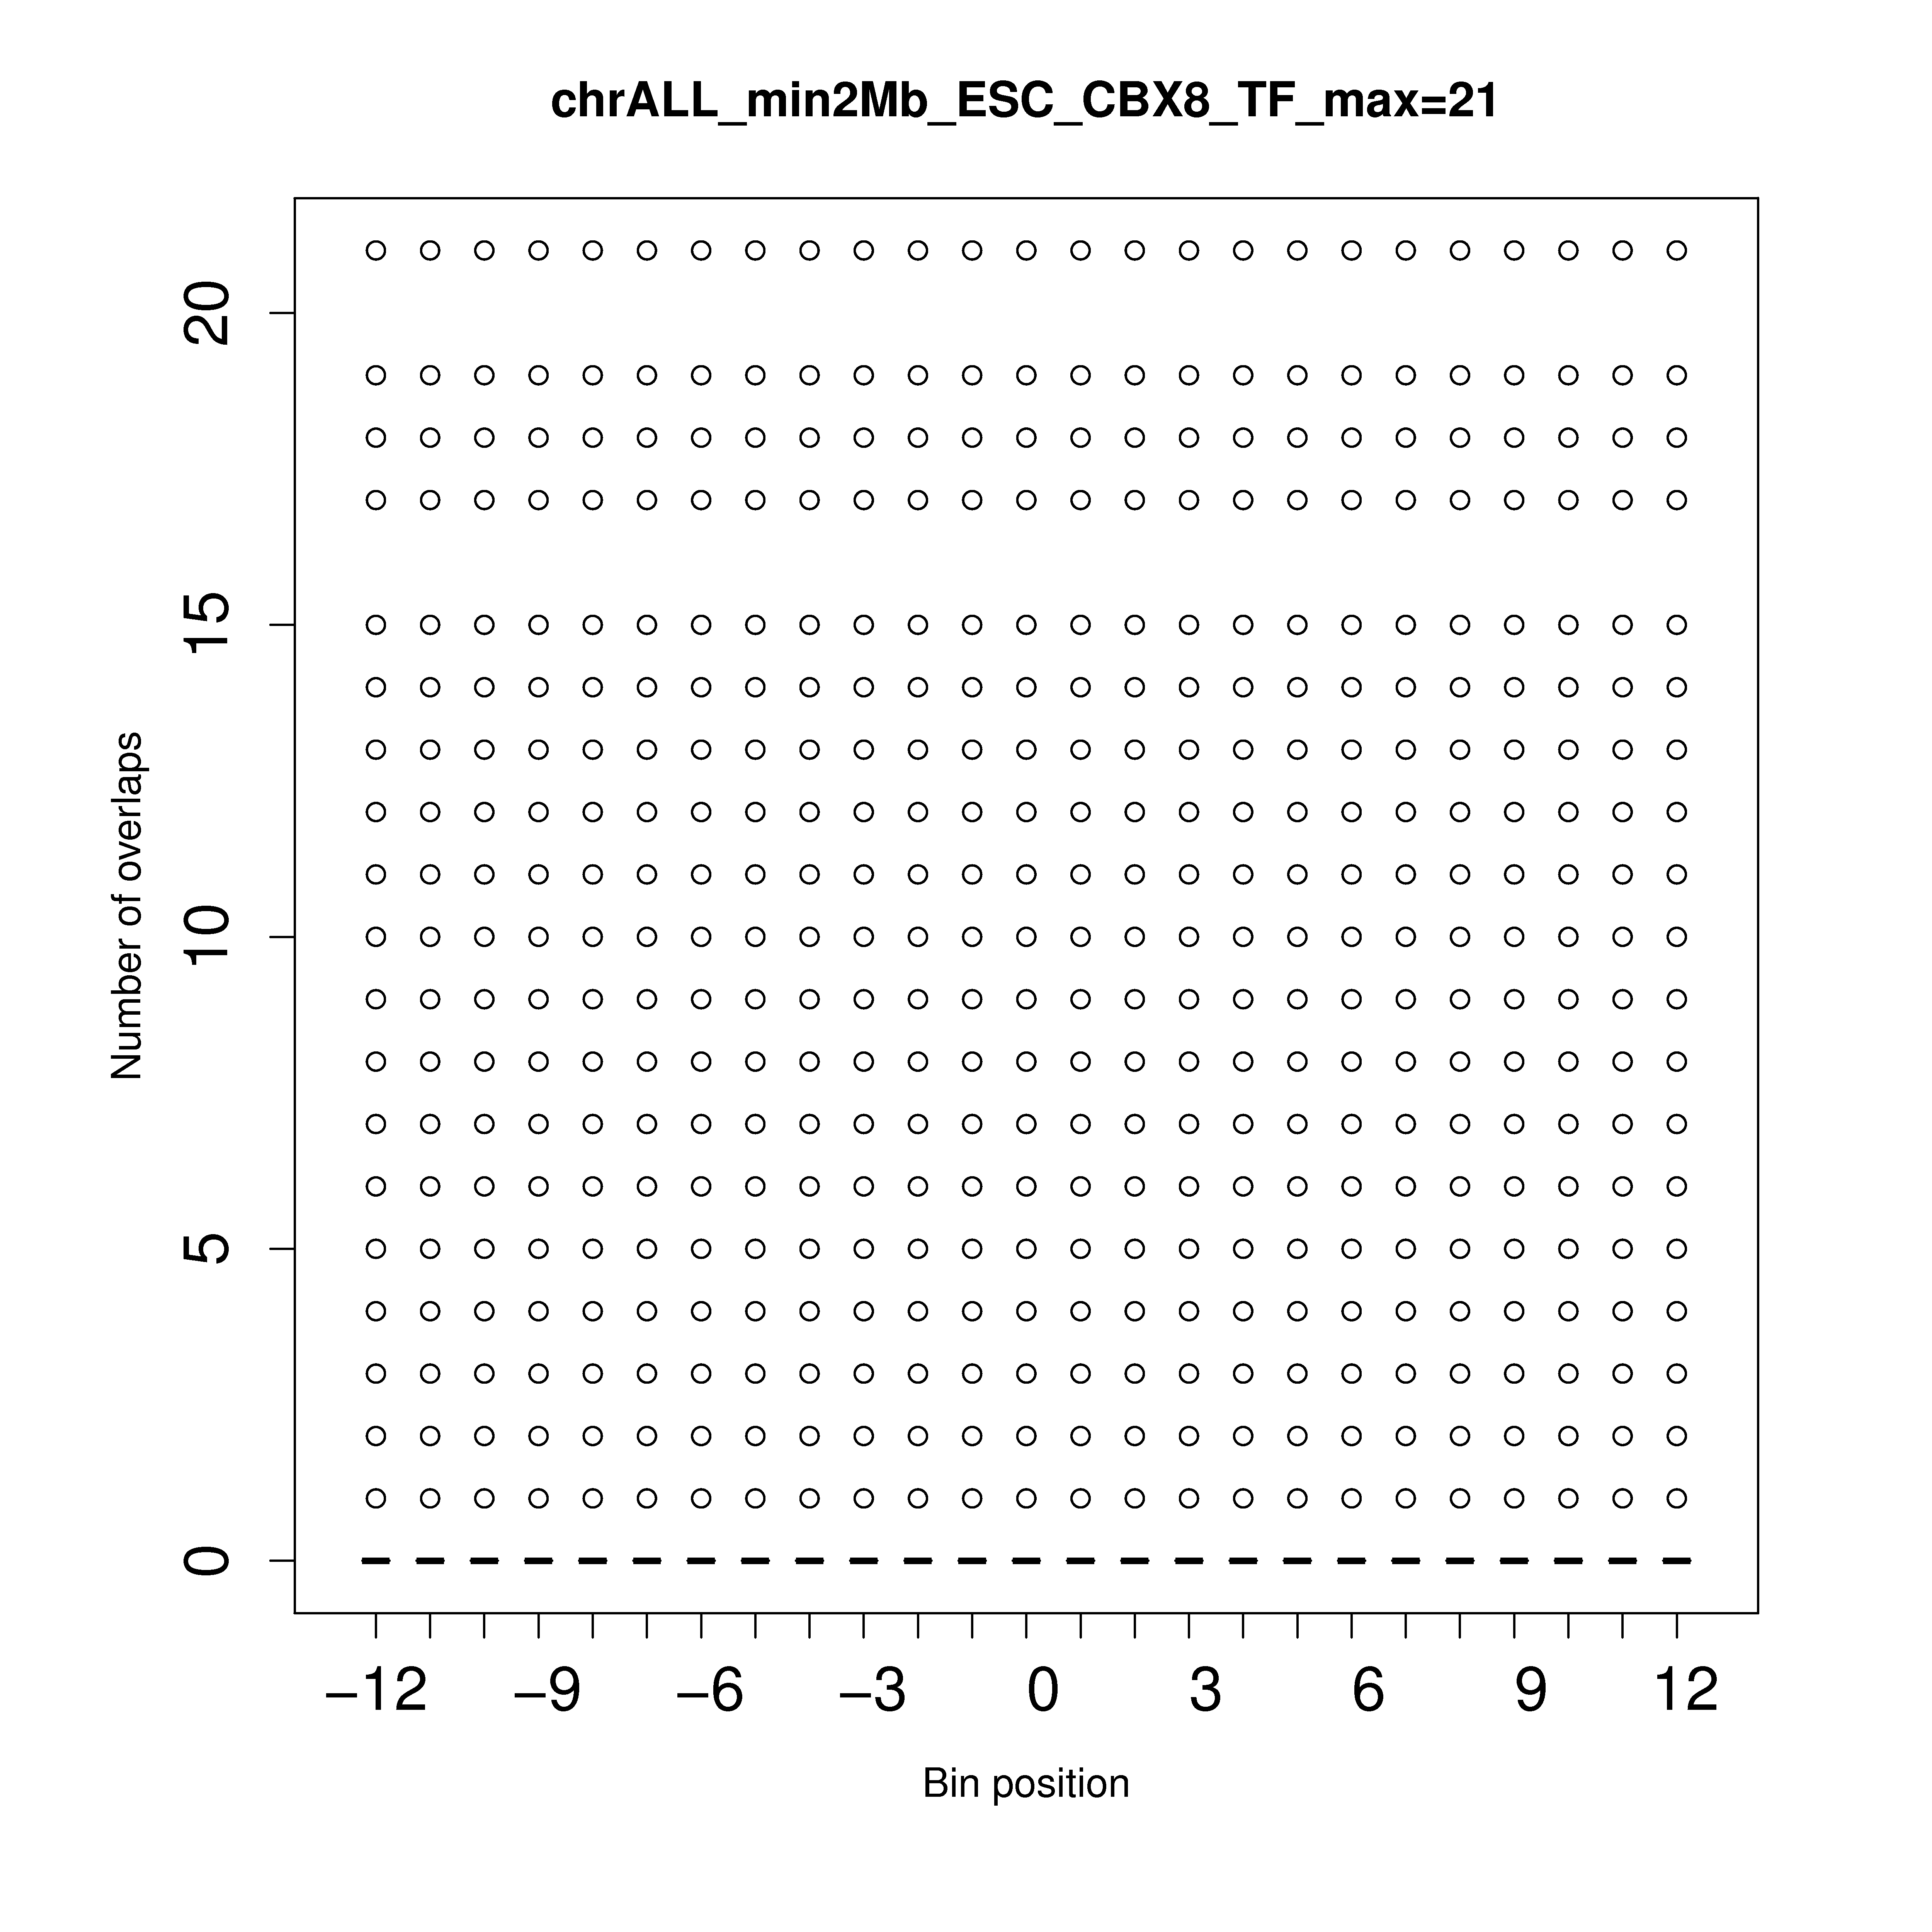 chrALL_min2Mb_ESC_CBX8_TF_max=21
Number of overlaps
20
15
10
5
0
−12 −9 −6 −3 0 3 6 9 12
Bin position